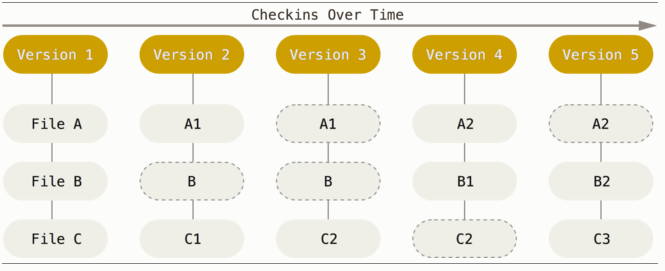 Checkins Over Time
Version 1 Version 2 Version 3 Version 4 Version 5
File A A1 A1 A2 A2
File B B B B1 B2
File C C1 C2 C2 C3